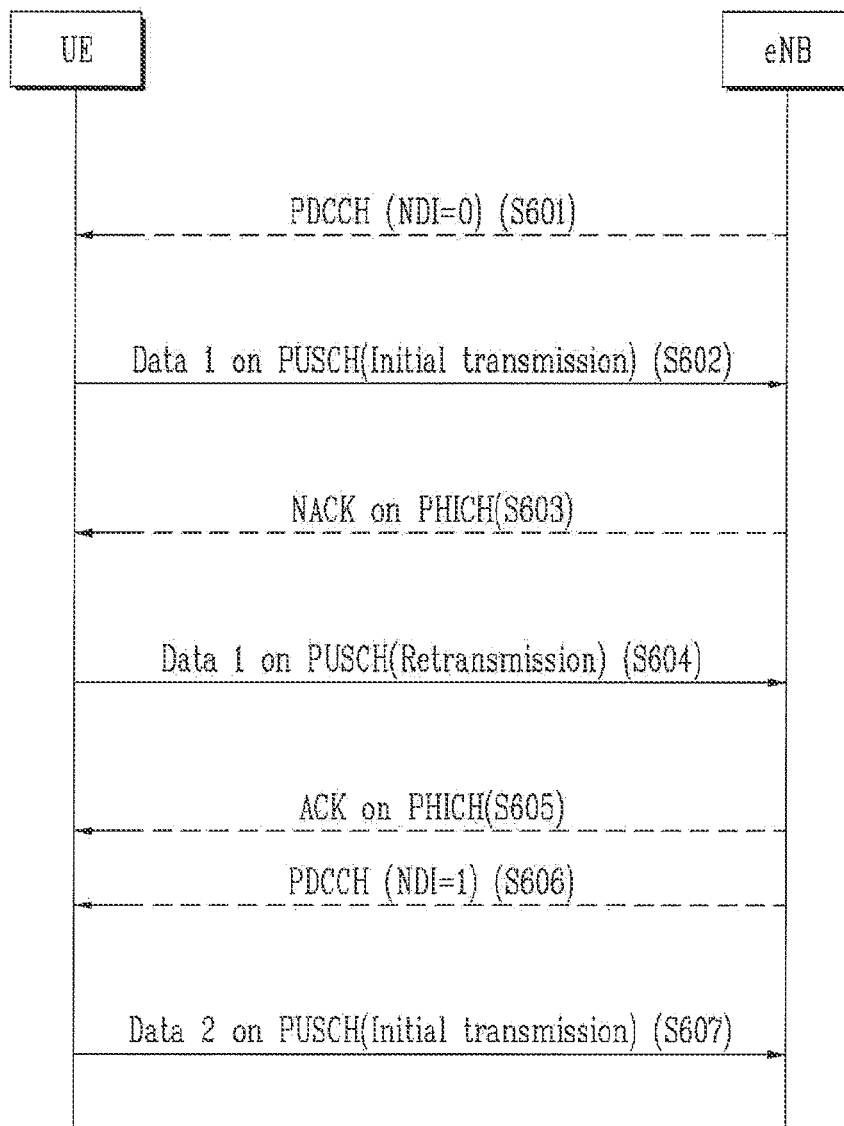 UE
eNB
PDCCH (NDI=0) (S601)
Data 1 on PUSCH(Initial transmission) (S602)
NACK on PHICH(S603)
Data 1 on PUSCH(Retransmission) (S604)
ACK on PHICH(S605)
PDCCH (NDI=1) (S606)
Data 2 on PUSCH(Initial transmission) (S607)